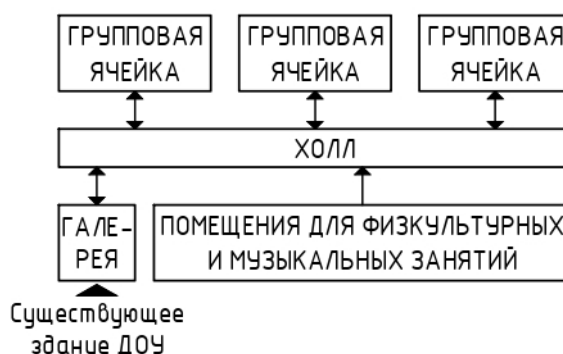 ГРУППОВАЯ
ЯЧЕЙКА
ГРУППОВАЯ
ЯЧЕЙКА
ГРУППОВАЯ
ЯЧЕЙКА
ХОЛЛ
ГАЛЕ-
РЕЯ
ПОМЕЩЕНИЯ ДЛЯ ФИЗКУЛЬТУРНЫХ
И МУЗЫКАЛЬНЫХ ЗАНЯТИЙ
Существующее
здание ДОУ